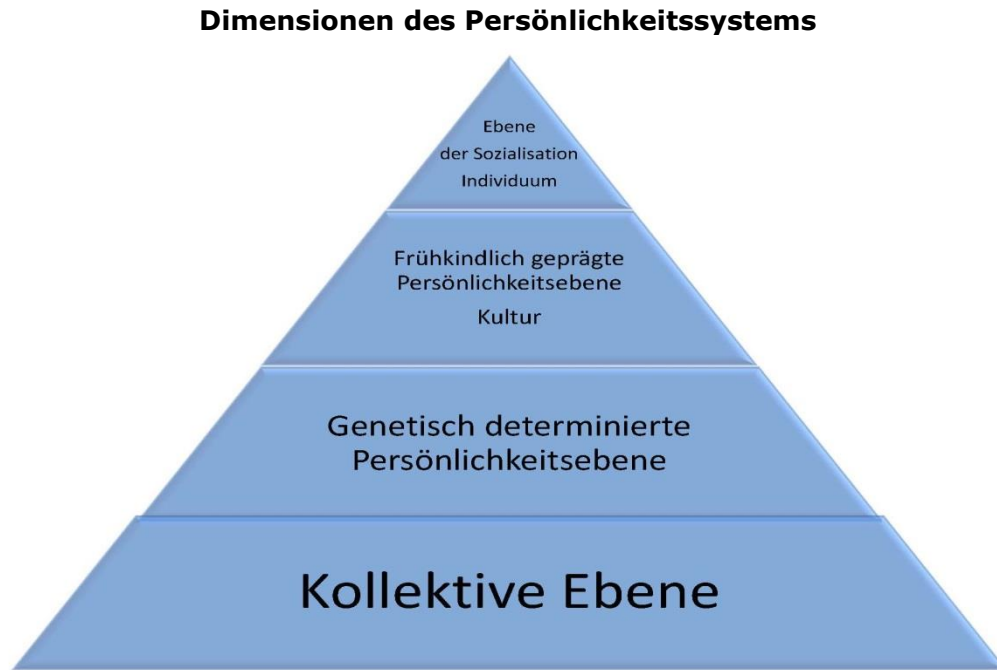 Dimensionen des Persönlichkeitssystems
Ebene
der Sozialisation
Individuum
Frühkindlich geprägte
Persönlichkeitsebene
Kultur
Genetisch determinierte
Persönlichkeitsebene
Kollektive Ebene